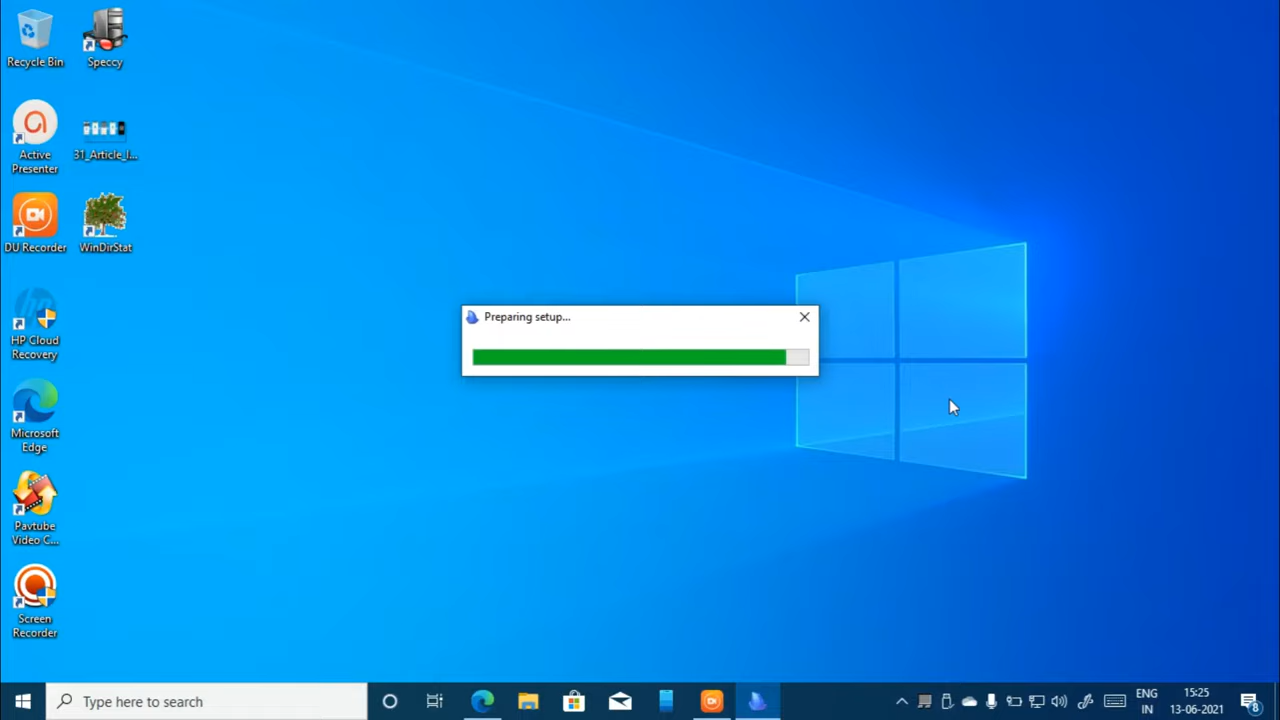 Recycle Bin
Speccy
Active
Presenter
31_Article_I...
DU Recorder
WinDirStat
HP Cloud
Recovery
Microsoft
Edge
Pavtube
Video C...
Screen
Recorder
Preparing setup...
Type here to search
ENG
IN
15:25
13-06-2021
8